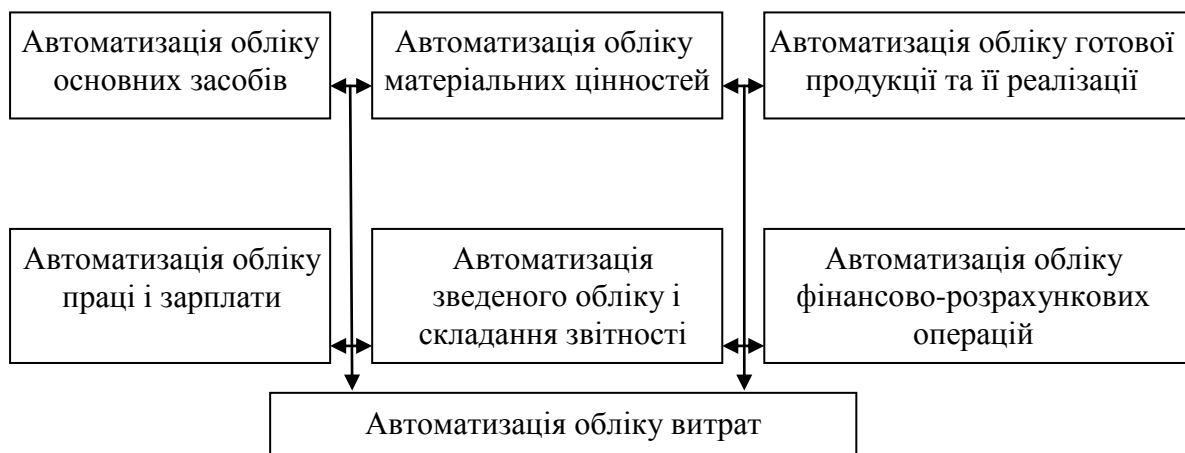 Автоматизація обліку
основних засобів
Автоматизація обліку
матеріальних цінностей
Автоматизація обліку готової
продукції та її реалізації
Автоматизація обліку
праці і зарплати
Автоматизація
зведеного обліку і
складання звітності
Автоматизація обліку
фінансово-розрахункових
операцій
Автоматизація обліку витрат